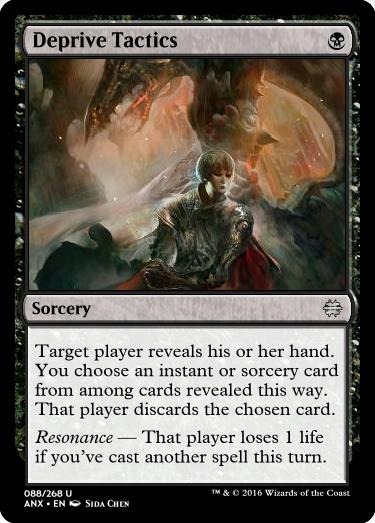 Deprive Tactics
Sorcery
Target player reveals his or her hand.
You choose an instant or sorcery card
from among cards revealed this way.
That player discards the chosen card.
Resonance — That player loses 1 life
if you've cast another spell this turn.
088/268 U
ANX • EN Sida Chen
™ & © 2016 Wizards of the Coast